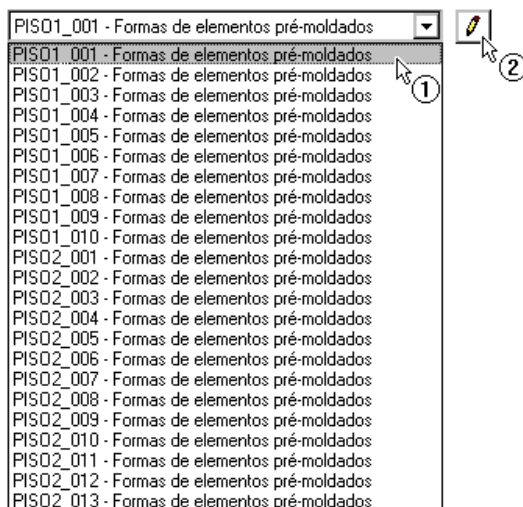 PISO1_001 - Formas de elementos pré-moldados
PISO1_001 - Formas de elementos pré-moldados
PISO1_002 - Formas de elementos pré-moldados
PISO1_003 - Formas de elementos pré-moldados
PISO1_004 - Formas de elementos pré-moldados
PISO1_005 - Formas de elementos pré-moldados
PISO1_006 - Formas de elementos pré-moldados
PISO1_007 - Formas de elementos pré-moldados
PISO1_008 - Formas de elementos pré-moldados
PISO1_009 - Formas de elementos pré-moldados
PISO1_010 - Formas de elementos pré-moldados
PISO2_001 - Formas de elementos pré-moldados
PISO2_002 - Formas de elementos pré-moldados
PISO2_003 - Formas de elementos pré-moldados
PISO2_004 - Formas de elementos pré-moldados
PISO2_005 - Formas de elementos pré-moldados
PISO2_006 - Formas de elementos pré-moldados
PISO2_007 - Formas de elementos pré-moldados
PISO2_008 - Formas de elementos pré-moldados
PISO2_009 - Formas de elementos pré-moldados
PISO2_010 - Formas de elementos pré-moldados
PISO2_011 - Formas de elementos pré-moldados
PISO2_012 - Formas de elementos pré-moldados
PISO2_013 - Formas de elementos pré-moldados
1
2